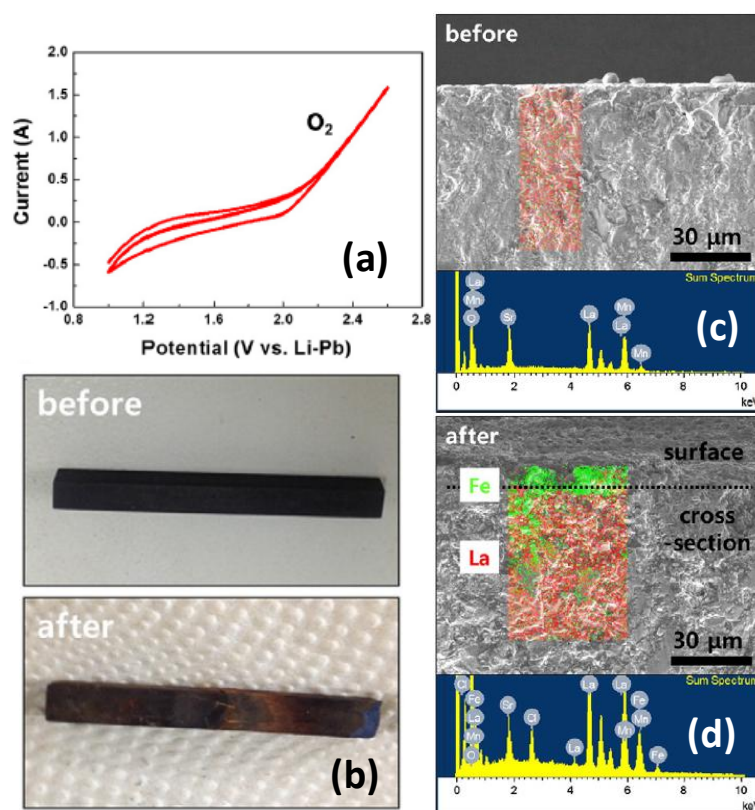 2.0
1.5
1.0
0.5
0.0
-0.5
-1.0
Current (A)
O2
(a)
0.8 1.2 1.6 2.0 2.4 2.8
Potential (V vs. Li-Pb)
before
after
(b)
before
30 μm
Sum Spectrum
La
Mn
O
Sr
La
Mn
La
Mn
(c)
0 2 4 6 8 10
keV
after
surface
Fe
cross
-section
La
30 μm
Sum Spectrum
Fe
La
Mn
O
Sr
Cl
La
La
La
Mn
Fe
Mn
Fe
(d)
0 2 4 6 8 10
keV